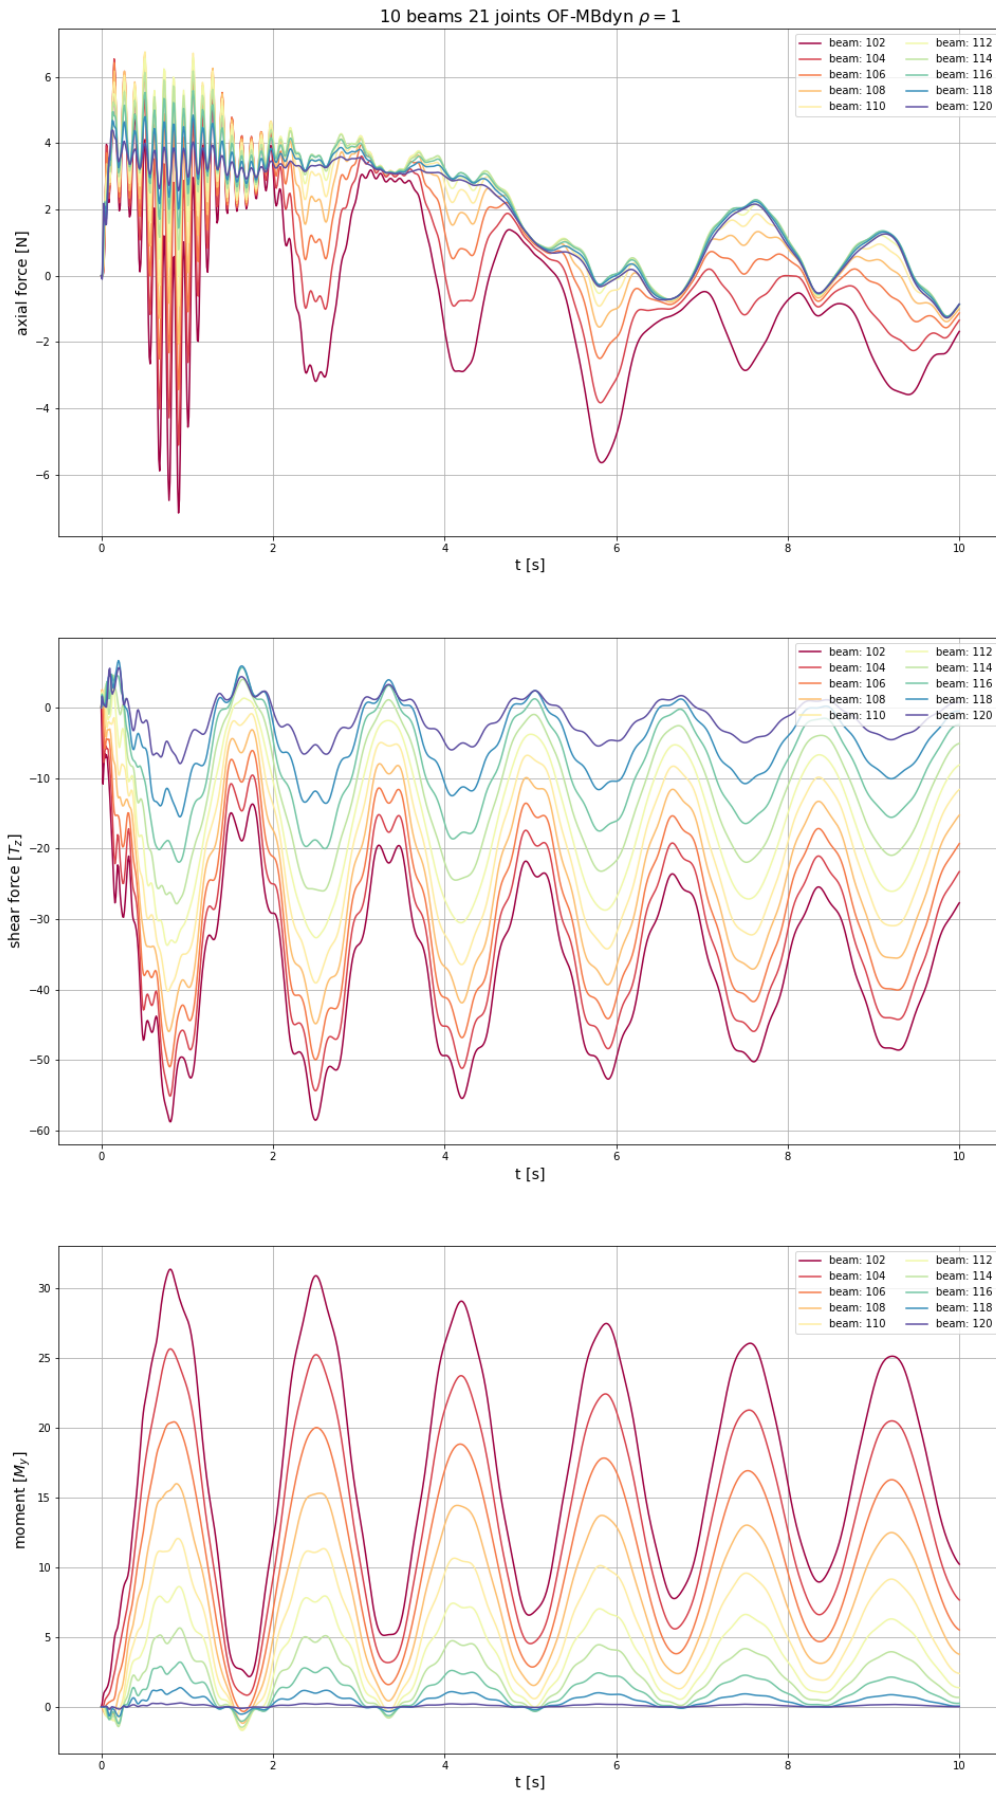 10 beams 21 joints OF-MBdyn ρ = 1
beam: 102 beam: 112
beam: 104 beam: 114
beam: 106 beam: 116
beam: 108 beam: 118
beam: 110 beam: 120
axial force [N]
6
4
2
0
−2
−4
−6
0 2 4 6 8 10
t [s]
beam: 102 beam: 112
beam: 104 beam: 114
beam: 106 beam: 116
beam: 108 beam: 118
beam: 110 beam: 120
shear force [T_z]
0
−10
−20
−30
−40
−50
−60
0 2 4 6 8 10
t [s]
beam: 102 beam: 112
beam: 104 beam: 114
beam: 106 beam: 116
beam: 108 beam: 118
beam: 110 beam: 120
moment [M_y]
30
25
20
15
10
5
0
0 2 4 6 8 10
t [s]